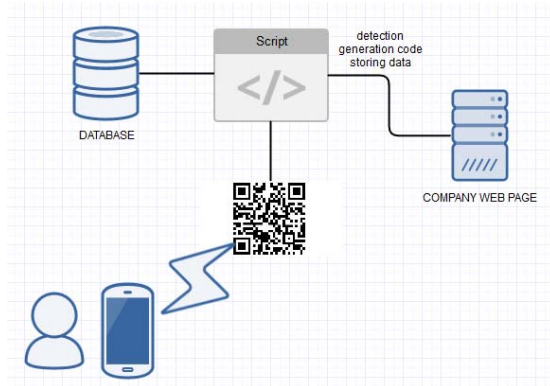 Script
detection
generation code
storing data
</>
DATABASE
COMPANY WEB PAGE